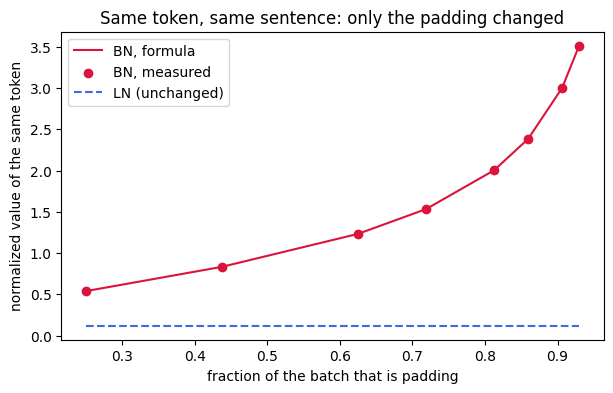 Same token, same sentence: only the padding changed
normalized value of the same token
3.5
3.0
2.5
2.0
1.5
1.0
0.5
0.0
BN, formula
BN, measured
LN (unchanged)
0.3 0.4 0.5 0.6 0.7 0.8 0.9
fraction of the batch that is padding